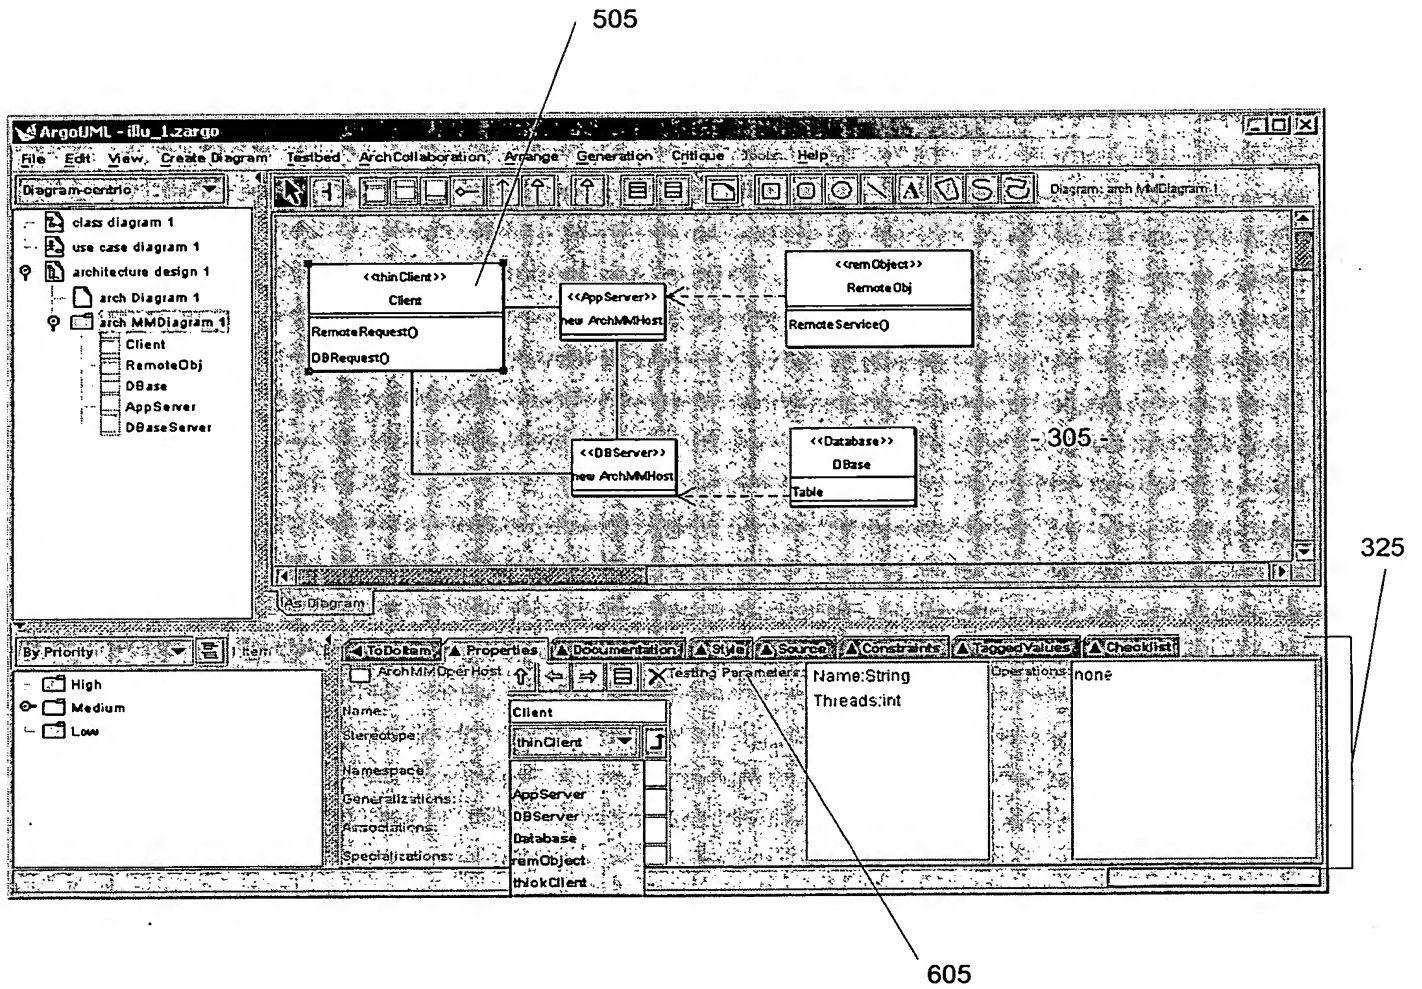 505
ArgoUML - illu_1.zargo
File Edit View Create Diagram Testbed ArchCollaboration Arrange Generation Critique Tools Help
Diagram-centric
A
Diagram: arch MMDiagram 1
class diagram 1
use case diagram 1
architecture design 1
arch Diagram 1
arch MMDiagram 1
Client
RemoteObj
DBase
AppServer
DBaseServer
<<thinClient>>
Client
RemoteRequest()
DBRequest()
<<AppServer>>
new ArchMMHost
<<remObject>>
RemoteObj
RemoteService()
<<DBServer>>
new ArchMMHost
<<Database>>
DBase
Table
- 305 -
325
As Diagram
By Priority
1 Item
High
Medium
Low
ToDoItem Properties Documentation Style Source Constraints TaggedValues Checklist
ArchMMOperHost
Name:
Client
Stereotype:
thinClient
Namespace:
Generalizations:
Associations:
Specializations:
AppServer
DBServer
Database
remObject
thickClient
Testing Parameters:
Name:String
Threads:int
Operations:
none
605